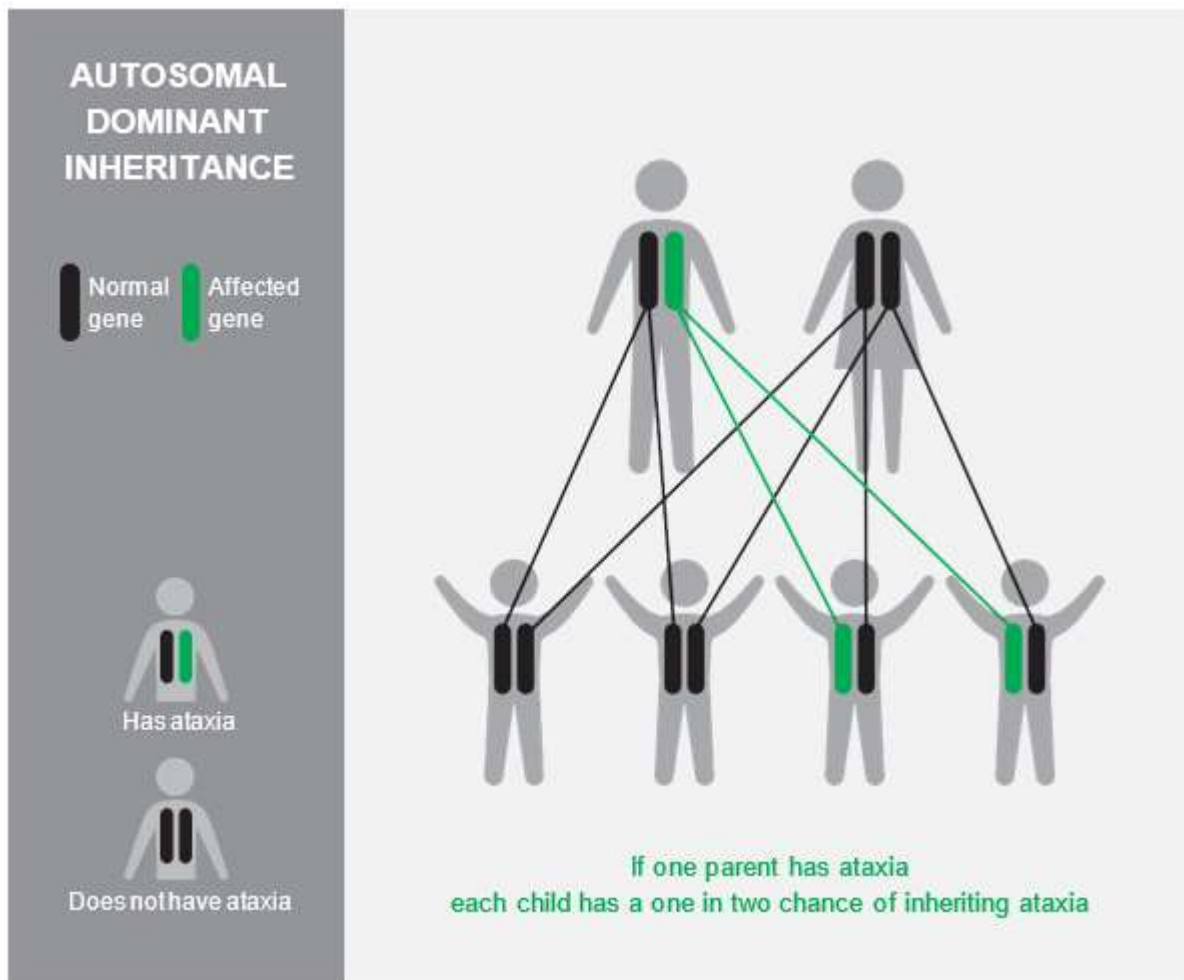 AUTOSOMAL
DOMINANT
INHERITANCE
Normal
gene
Affected
gene
Has ataxia
Does not have ataxia
If one parent has ataxia
each child has a one in two chance of inheriting ataxia